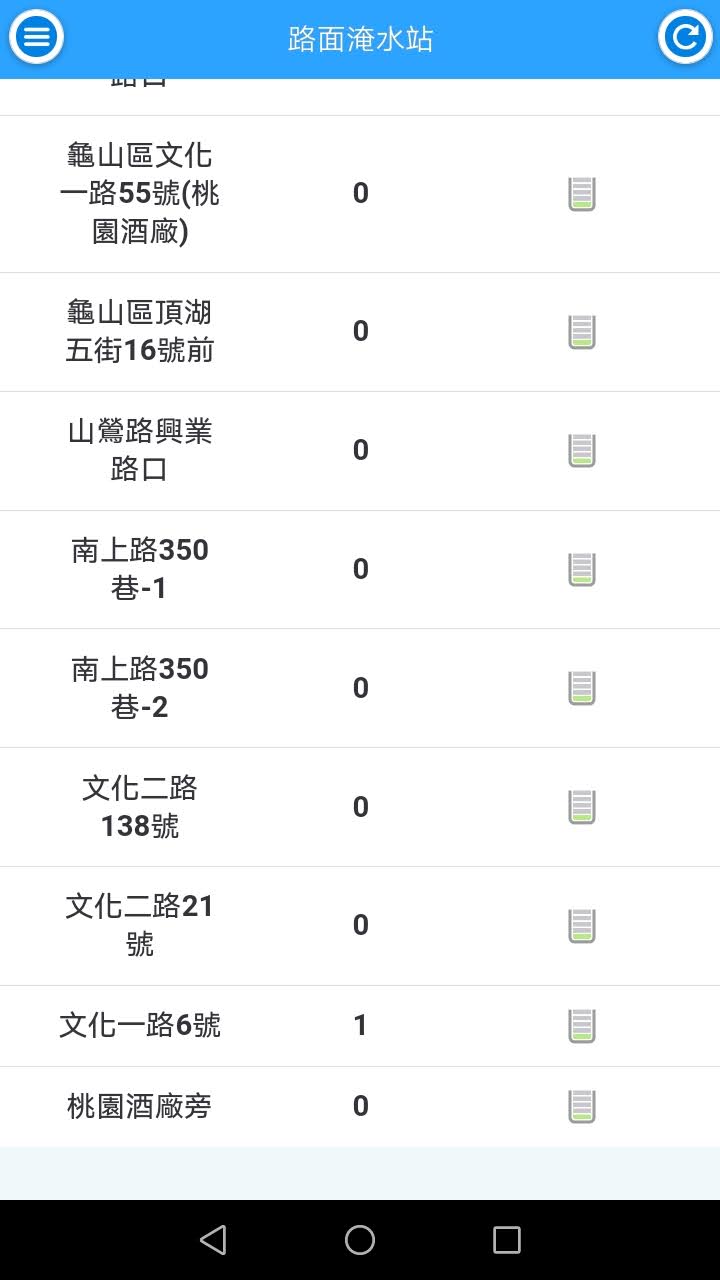 路面淹水站
路口
龜山區文化
一路55號(桃
園酒廠)
0
龜山區頂湖
五街16號前
0
山鶯路興業
路口
0
南上路350
巷-1
0
南上路350
巷-2
0
文化二路
138號
0
文化二路21
號
0
文化一路6號
1
桃園酒廠旁
0